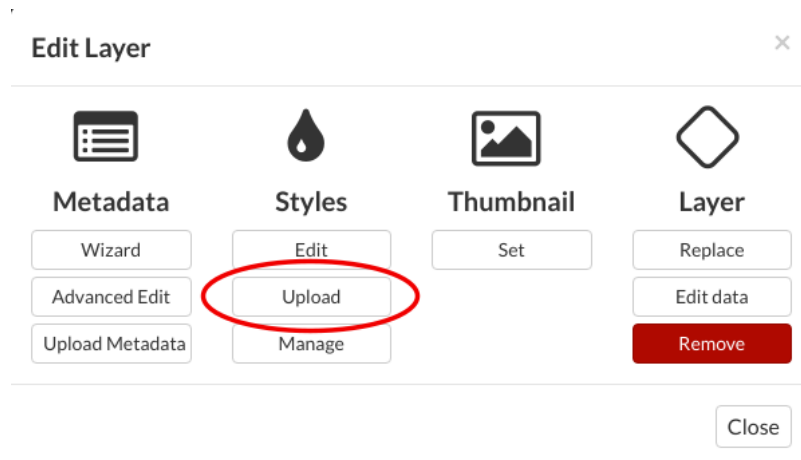 Edit Layer
×
Metadata Styles Thumbnail Layer
Wizard Edit Set Replace
Advanced Edit Upload Edit data
Upload Metadata Manage Remove
Close